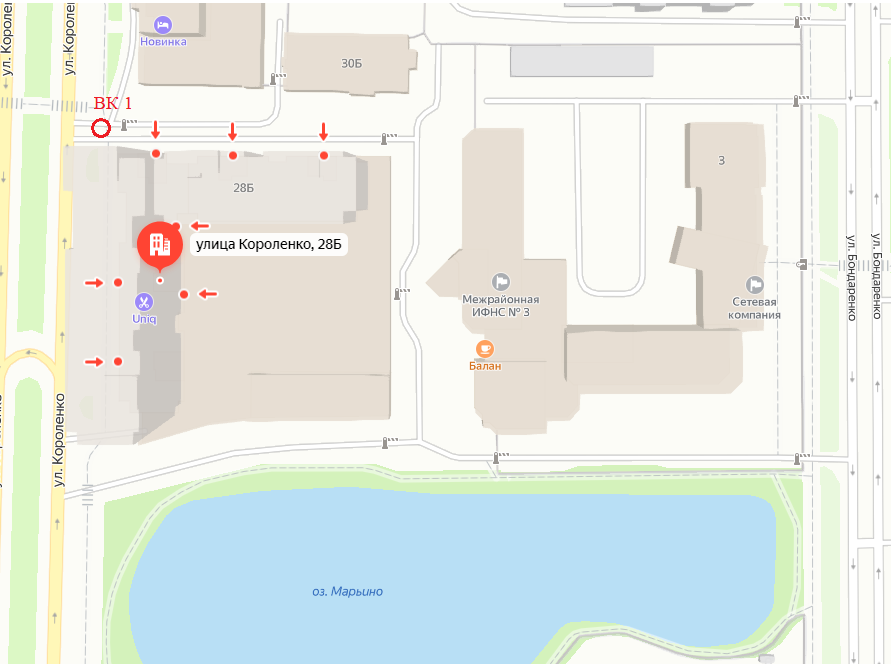 ул. Короленко
ул. Короленко
Новинка
30Б
ВК 1
28Б
3
улица Короленко, 28Б
Uniq
Межрайонная
ИФНС № 3
Балан
Сетевая
компания
ул. Бондаренко
ул. Бондаренко
ул. Короленко
оз. Марьино